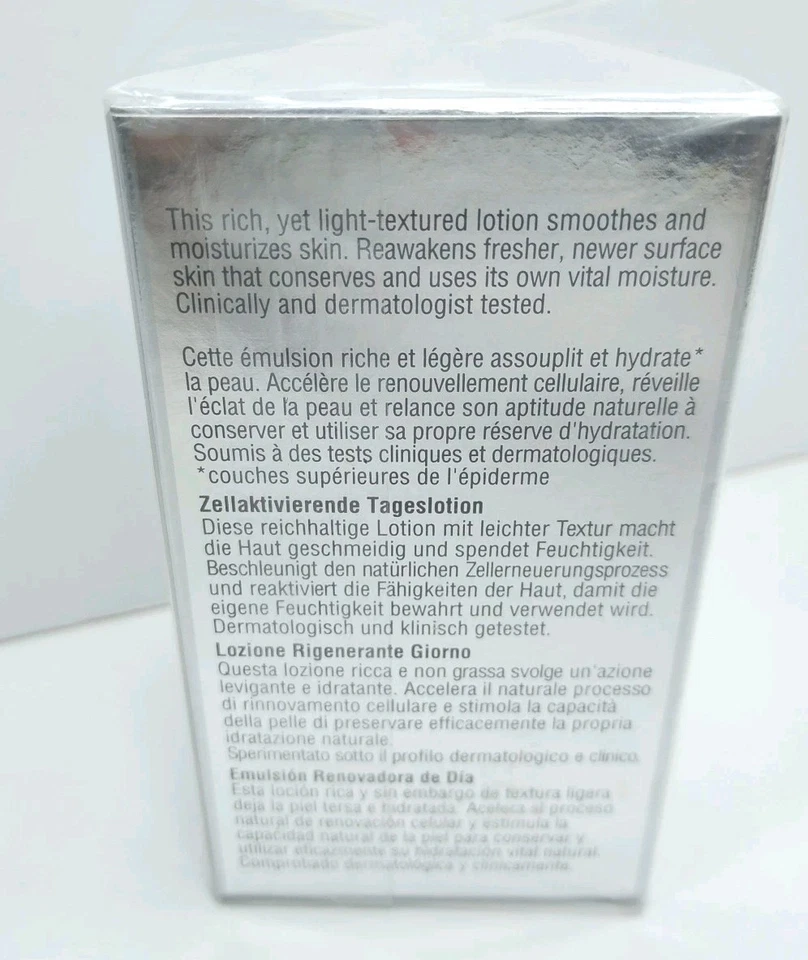 This rich, yet light-textured lotion smoothes and
moisturizes skin. Reawakens fresher, newer surface
skin that conserves and uses its own vital moisture.
Clinically and dermatologist tested.
Cette émulsion riche et légère assouplit et hydrate*
la peau. Accélère le renouvellement cellulaire, réveille
l'éclat de la peau et relance son aptitude naturelle à
conserver et utiliser sa propre réserve d'hydratation.
Soumis à des tests cliniques et dermatologiques.
*couches supérieures de l'épiderme
Zellaktivierende Tageslotion
Diese reichhaltige Lotion mit leichter Textur macht
die Haut geschmeidig und spendet Feuchtigkeit.
Beschleunigt den natürlichen Zellerneuerungsprozess
und reaktiviert die Fähigkeiten der Haut, damit die
eigene Feuchtigkeit bewahrt und verwendet wird.
Dermatologisch und klinisch getestet.
Lozione Rigenerante Giorno
Questa lozione ricca e non grassa svolge un'azione
levigante e idratante. Accelera il naturale processo
di rinnovamento cellulare e stimola la capacità
della pelle di preservare efficacemente la propria
idratazione naturale.
Sperimentato sotto il profilo dermatologico e clinico.
Emulsión Renovadora de Día
Esta loción rica y sin embargo de textura ligera
deja la piel tersa e hidratada. Acelera al proceso
natural de renovación celular y estimula la
capacidad natural de la piel para conservar y
utilizar eficazmente su hidratación vital natural.
Comprobado dermatológica y clínicamente.